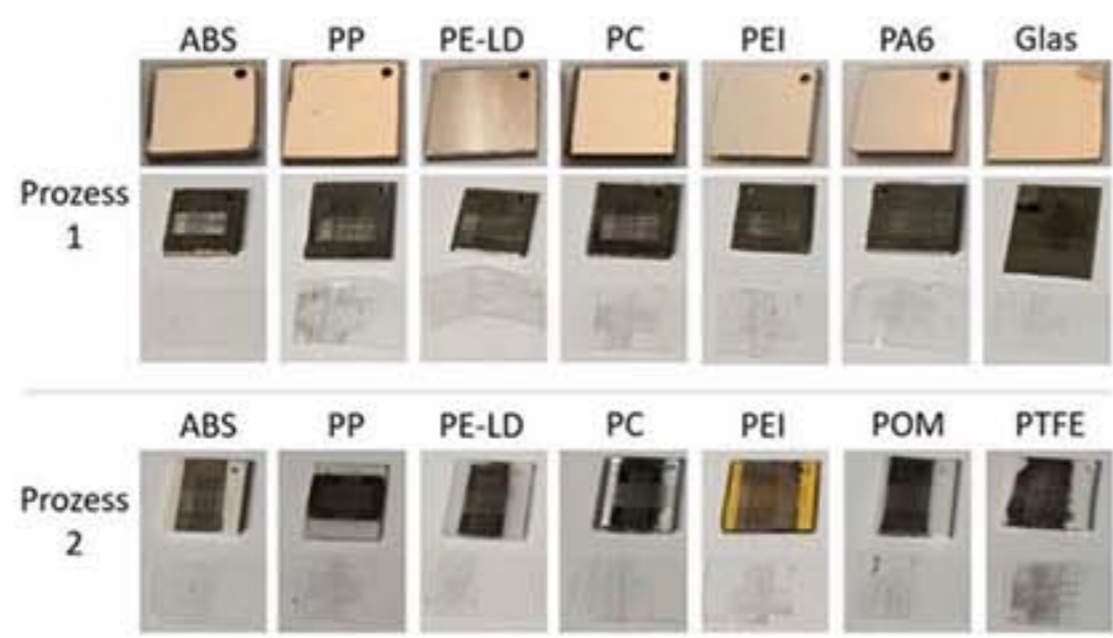 ABS PP PE-LD PC PEI PA6 Glas
Prozess
1
ABS PP PE-LD PC PEI POM PTFE
Prozess
2